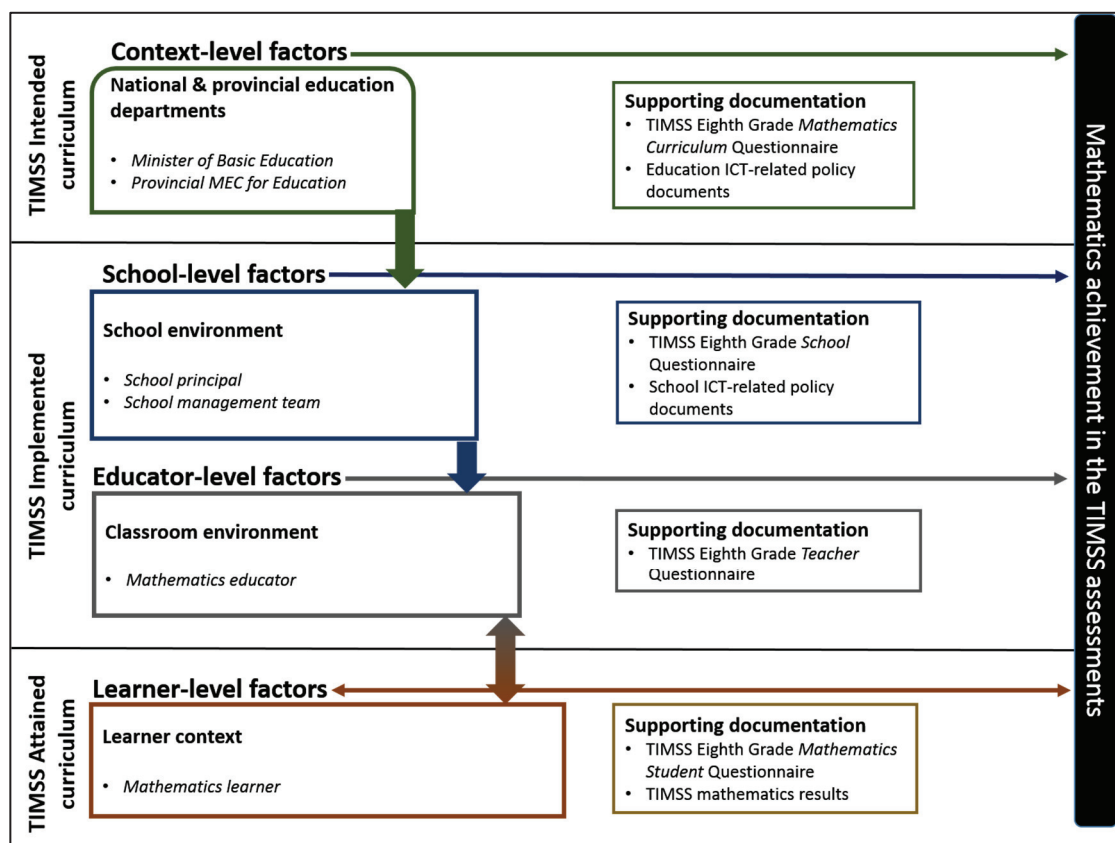 TIMSS Intended
curriculum
Context-level factors
National & provincial education
departments
• Minister of Basic Education
• Provincial MEC for Education
Supporting documentation
• TIMSS Eighth Grade Mathematics
Curriculum Questionnaire
• Education ICT-related policy
documents
TIMSS Implemented
curriculum
School-level factors
School environment
• School principal
• School management team
Supporting documentation
• TIMSS Eighth Grade School
Questionnaire
• School ICT-related policy
documents
Educator-level factors
Classroom environment
• Mathematics educator
Supporting documentation
• TIMSS Eighth Grade Teacher
Questionnaire
TIMSS Attained
curriculum
Learner-level factors
Learner context
• Mathematics learner
Supporting documentation
• TIMSS Eighth Grade Mathematics
Student Questionnaire
• TIMSS mathematics results
Mathematics achievement in the TIMSS assessments